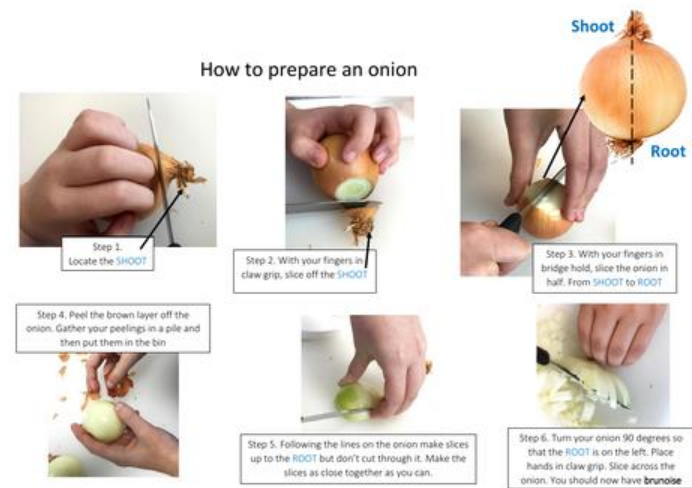 Shoot
How to prepare an onion
Root
Step 1.
Locate the SHOOT
Step 2. With your fingers in
claw grip, slice off the SHOOT
Step 3. With your fingers in
bridge hold, slice the onion in
half. From SHOOT to ROOT
Step 4. Peel the brown layer off the
onion. Gather your peelings in a pile and
then put them in the bin
Step 5. Following the lines on the onion make slices
up to the ROOT but don't cut through it. Make the
slices as close together as you can.
Step 6. Turn your onion 90 degrees so
that the ROOT is on the left. Place
hands in claw grip. Slice across the
onion. You should now have brunoise